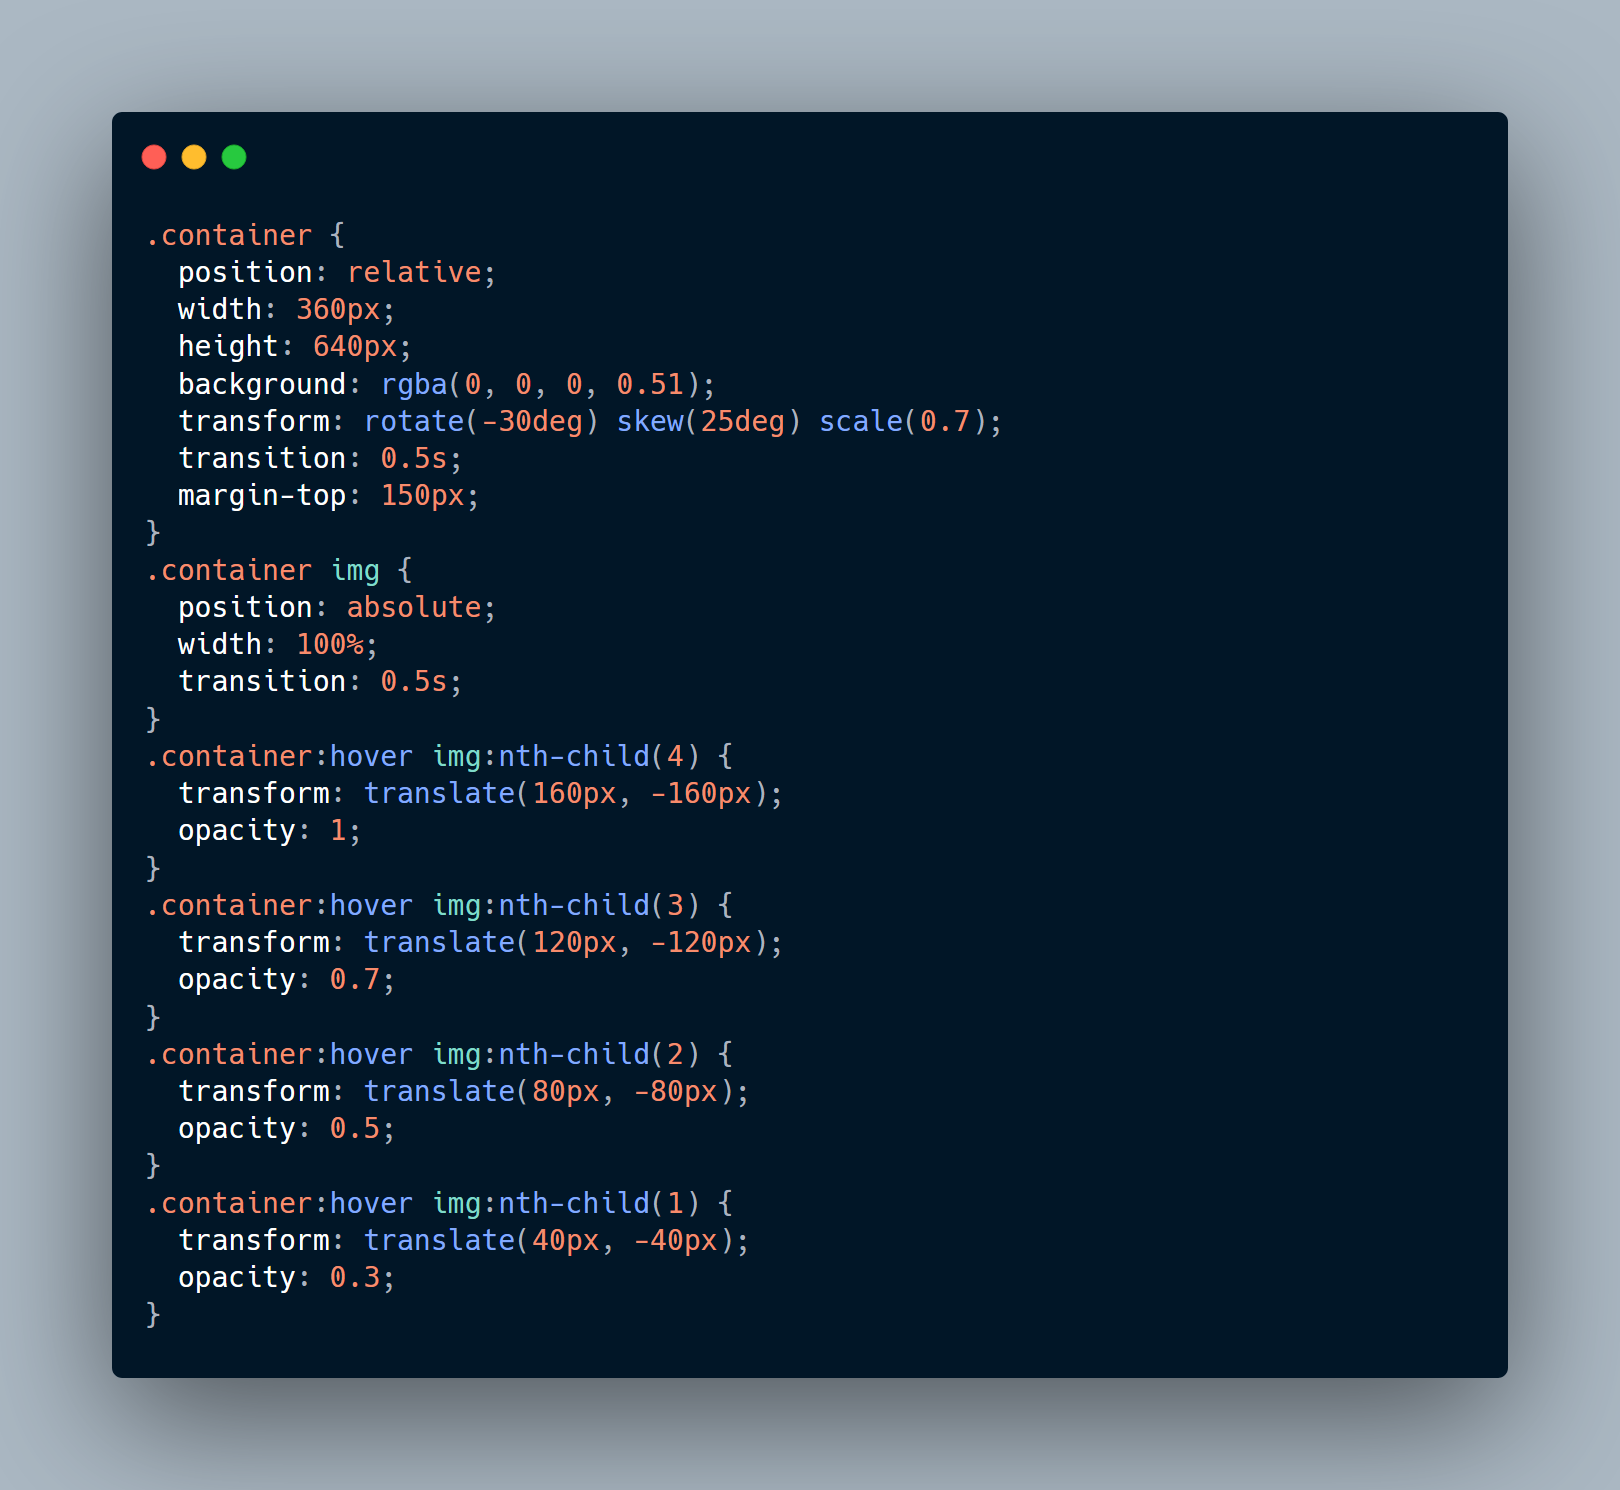 .container {
  position: relative;
  width: 360px;
  height: 640px;
  background: rgba(0, 0, 0, 0.51);
  transform: rotate(-30deg) skew(25deg) scale(0.7);
  transition: 0.5s;
  margin-top: 150px;
}
.container img {
  position: absolute;
  width: 100%;
  transition: 0.5s;
}
.container:hover img:nth-child(4) {
  transform: translate(160px, -160px);
  opacity: 1;
}
.container:hover img:nth-child(3) {
  transform: translate(120px, -120px);
  opacity: 0.7;
}
.container:hover img:nth-child(2) {
  transform: translate(80px, -80px);
  opacity: 0.5;
}
.container:hover img:nth-child(1) {
  transform: translate(40px, -40px);
  opacity: 0.3;
}